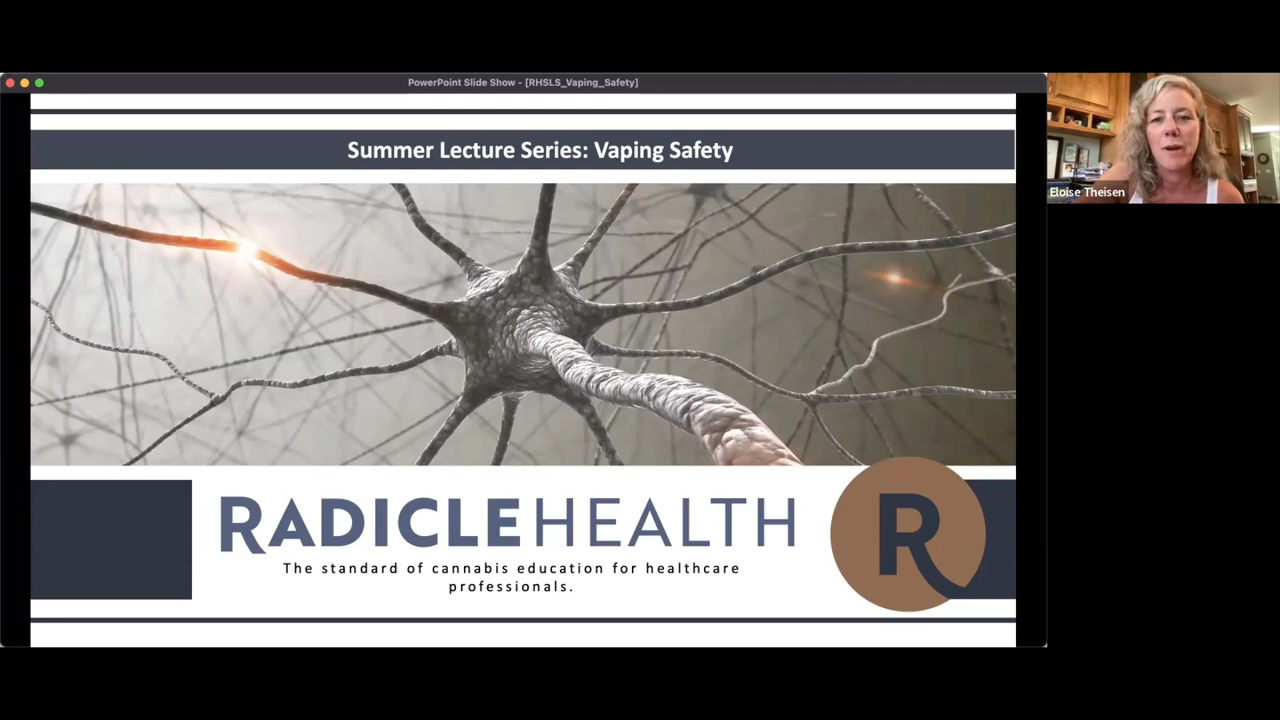 PowerPoint Slide Show - [RHSLS_Vaping_Safety]
Summer Lecture Series: Vaping Safety
Eloise Theisen
RADICLEHEALTH
R
The standard of cannabis education for healthcare
professionals.